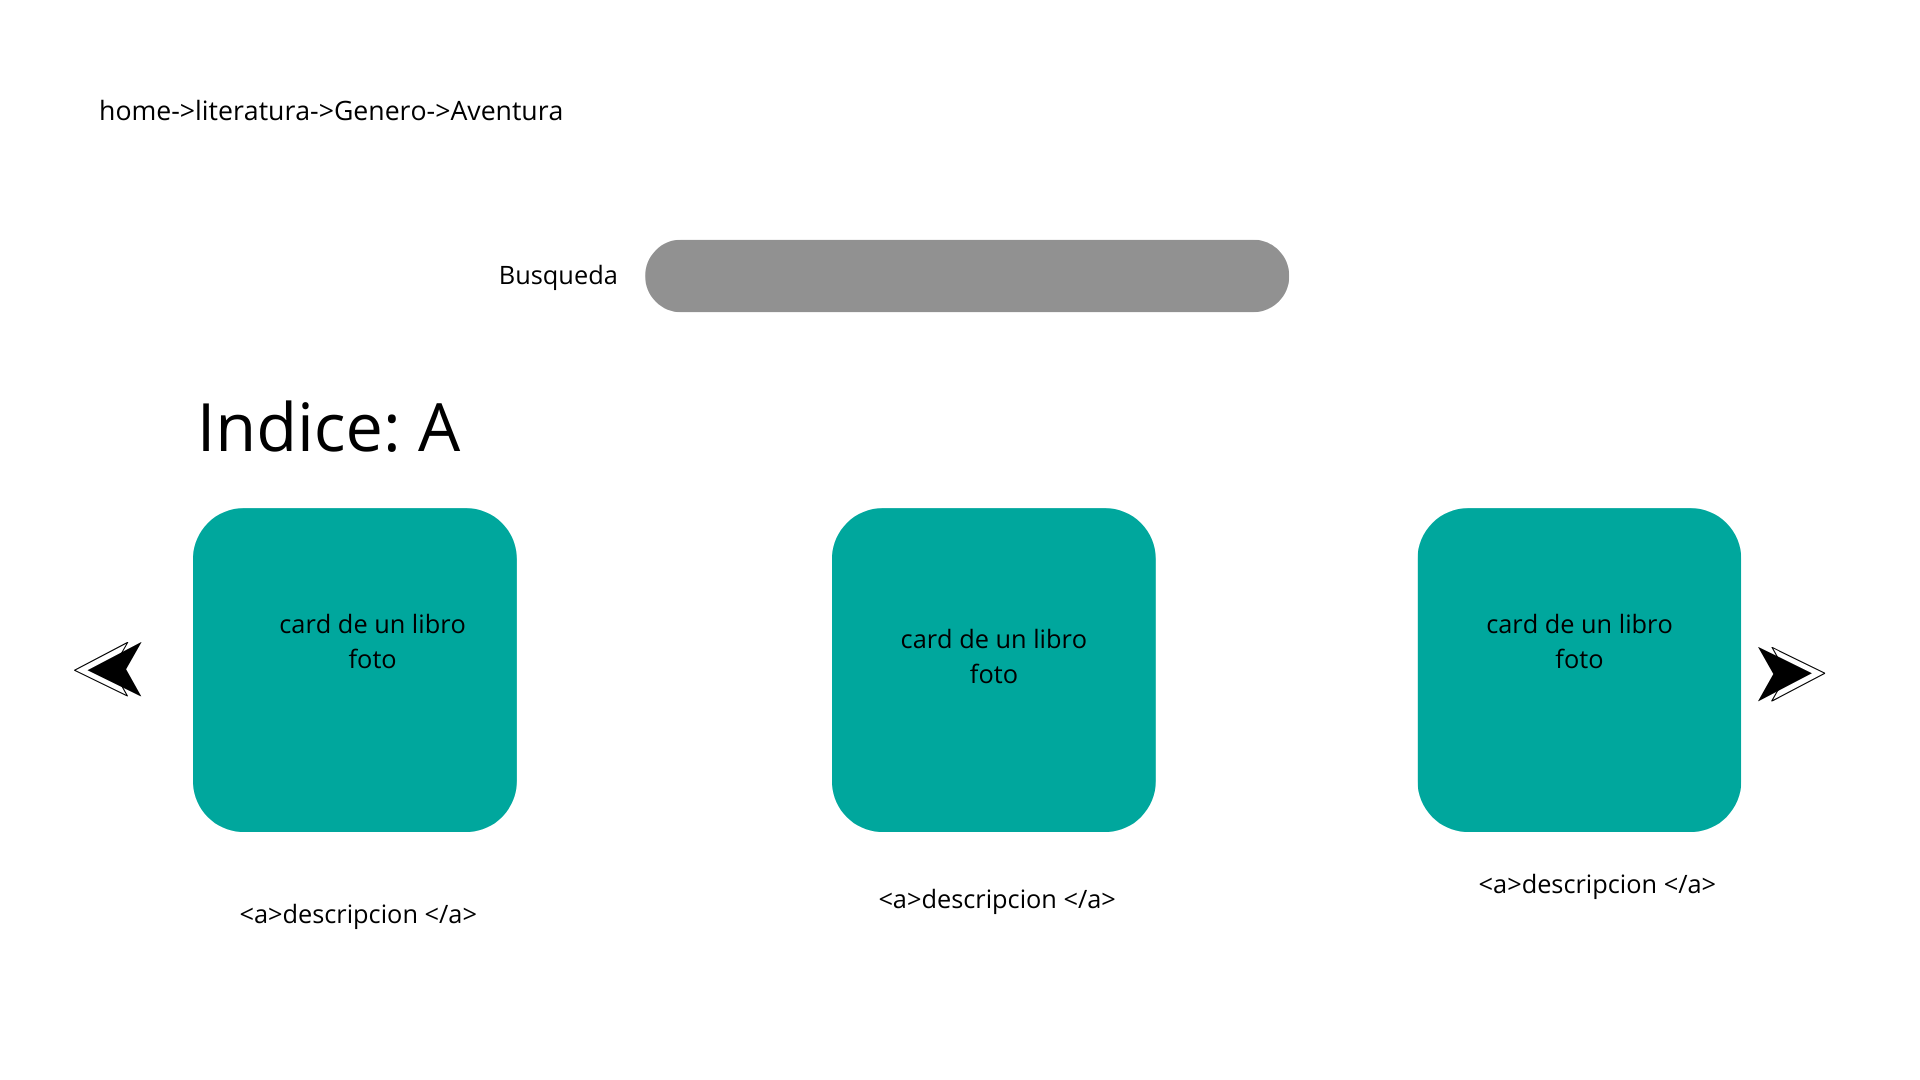 home->literatura->Genero->Aventura
Busqueda
Indice: A
card de un libro
foto
card de un libro
foto
card de un libro
foto
<a>descripcion </a>
<a>descripcion </a>
<a>descripcion </a>